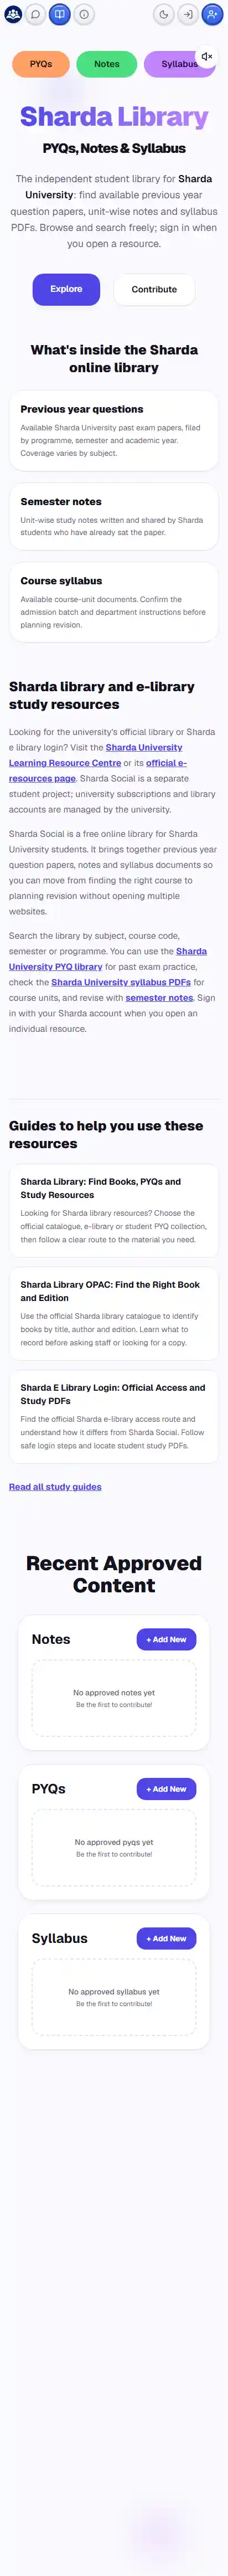 PYQs
Notes
Syllabus
Sharda Library
PYQs, Notes & Syllabus
The independent student library for Sharda
University: find available previous year
question papers, unit-wise notes and syllabus
PDFs. Browse and search freely; sign in when
you open a resource.
Explore
Contribute
What's inside the Sharda
online library
Previous year questions
Available Sharda University past exam papers, filed
by programme, semester and academic year.
Coverage varies by subject.
Semester notes
Unit-wise study notes written and shared by Sharda
students who have already sat the paper.
Course syllabus
Available course-unit documents. Confirm the
admission batch and department instructions before
planning revision.
Sharda library and e-library
study resources
Looking for the university's official library or Sharda
e library login? Visit the Sharda University
Learning Resource Centre or its official e-
resources page. Sharda Social is a separate
student project; university subscriptions and library
accounts are managed by the university.
Sharda Social is a free online library for Sharda
University students. It brings together previous year
question papers, notes and syllabus documents so
you can move from finding the right course to
planning revision without opening multiple
websites.
Search the library by subject, course code,
semester or programme. You can use the Sharda
University PYQ library for past exam practice,
check the Sharda University syllabus PDFs for
course units, and revise with semester notes. Sign
in with your Sharda account when you open an
individual resource.
Guides to help you use these
resources
Sharda Library: Find Books, PYQs and
Study Resources
Looking for Sharda library resources? Choose the
official catalogue, e-library or student PYQ collection,
then follow a clear route to the material you need.
Sharda Library OPAC: Find the Right Book
and Edition
Use the official Sharda library catalogue to identify
books by title, author and edition. Learn what to
record before asking staff or looking for a copy.
Sharda E Library Login: Official Access and
Study PDFs
Find the official Sharda e-library access route and
understand how it differs from Sharda Social. Follow
safe login steps and locate student study PDFs.
Read all study guides
Recent Approved
Content
Notes
+ Add New
No approved notes yet
Be the first to contribute!
PYQs
+ Add New
No approved pyqs yet
Be the first to contribute!
Syllabus
+ Add New
No approved syllabus yet
Be the first to contribute!